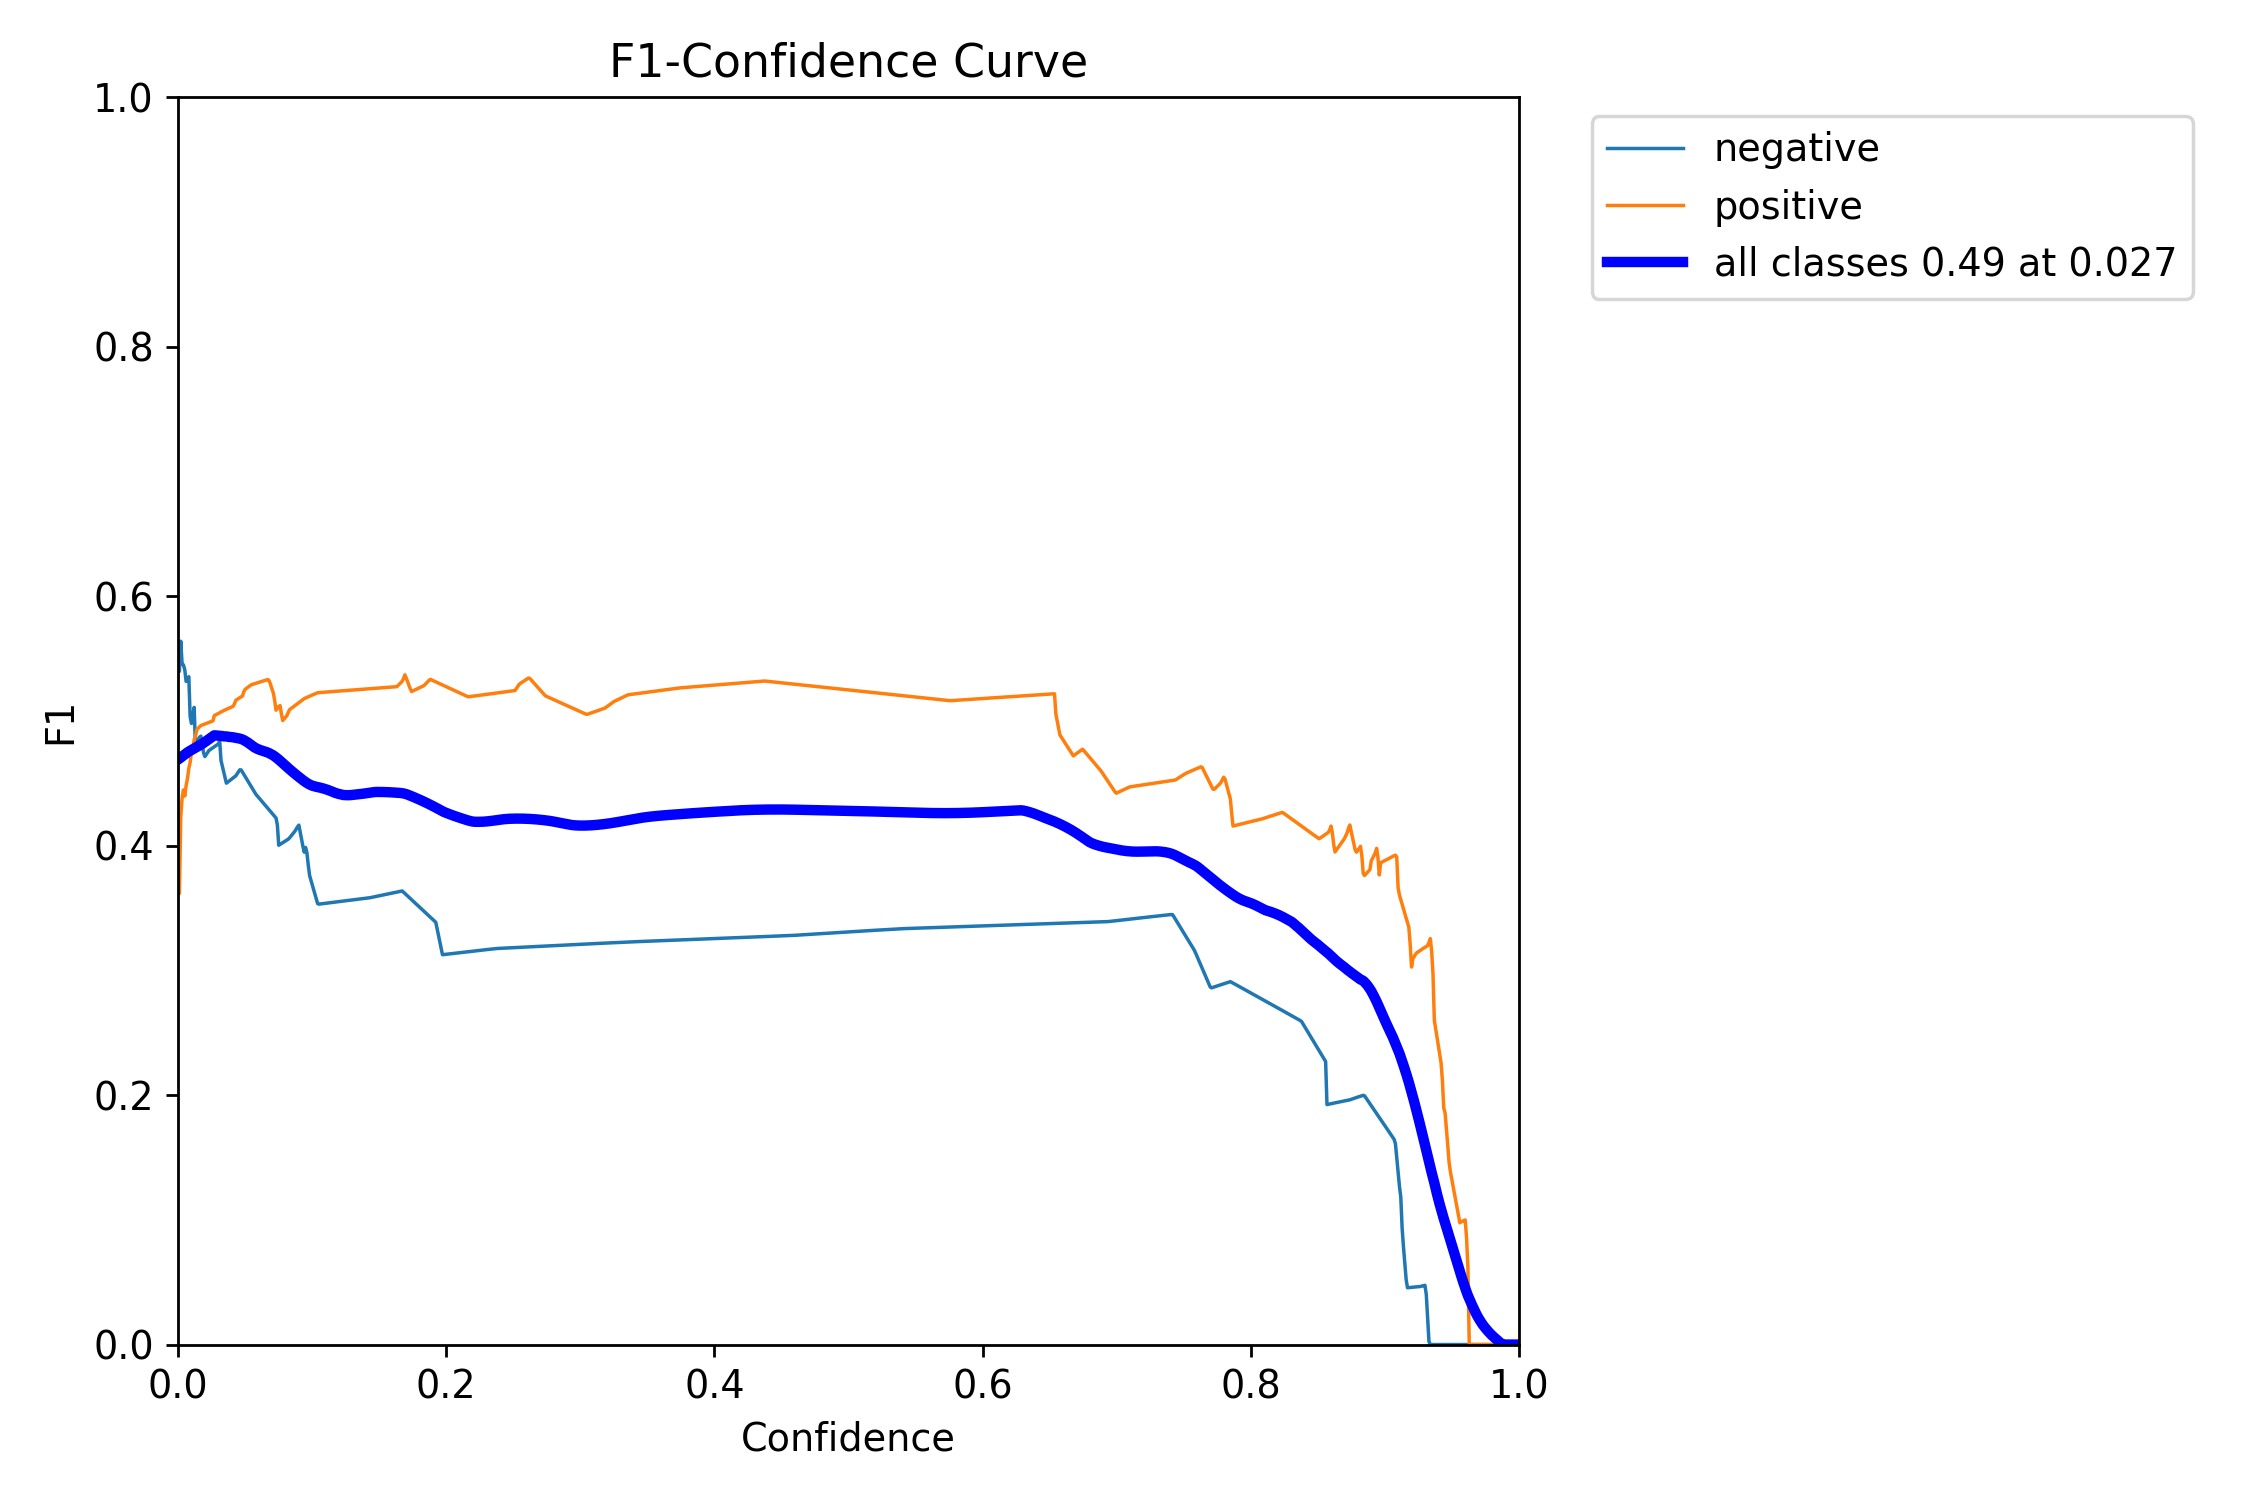 F1-Confidence Curve
1.0
0.8
0.6
0.4
0.2
0.0
F1
0.0 0.2 0.4 0.6 0.8 1.0
Confidence
negative
positive
all classes 0.49 at 0.027